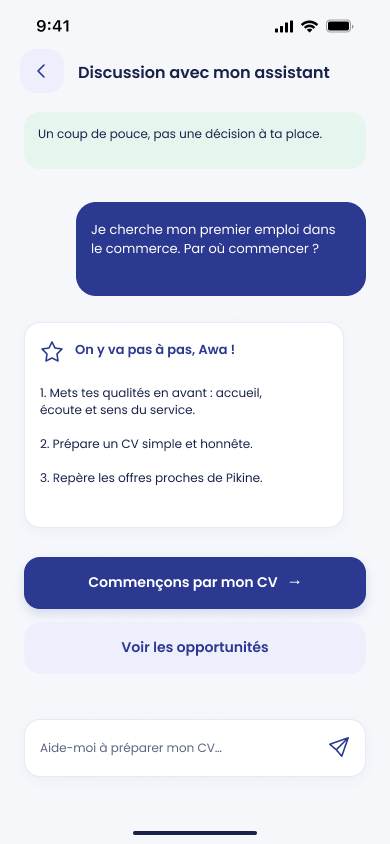 9:41
Discussion avec mon assistant
Un coup de pouce, pas une décision à ta place.
Je cherche mon premier emploi dans
le commerce. Par où commencer ?
On y va pas à pas, Awa !
1. Mets tes qualités en avant : accueil,
écoute et sens du service.
2. Prépare un CV simple et honnête.
3. Repère les offres proches de Pikine.
Commençons par mon CV →
Voir les opportunités
Aide-moi à préparer mon CV…